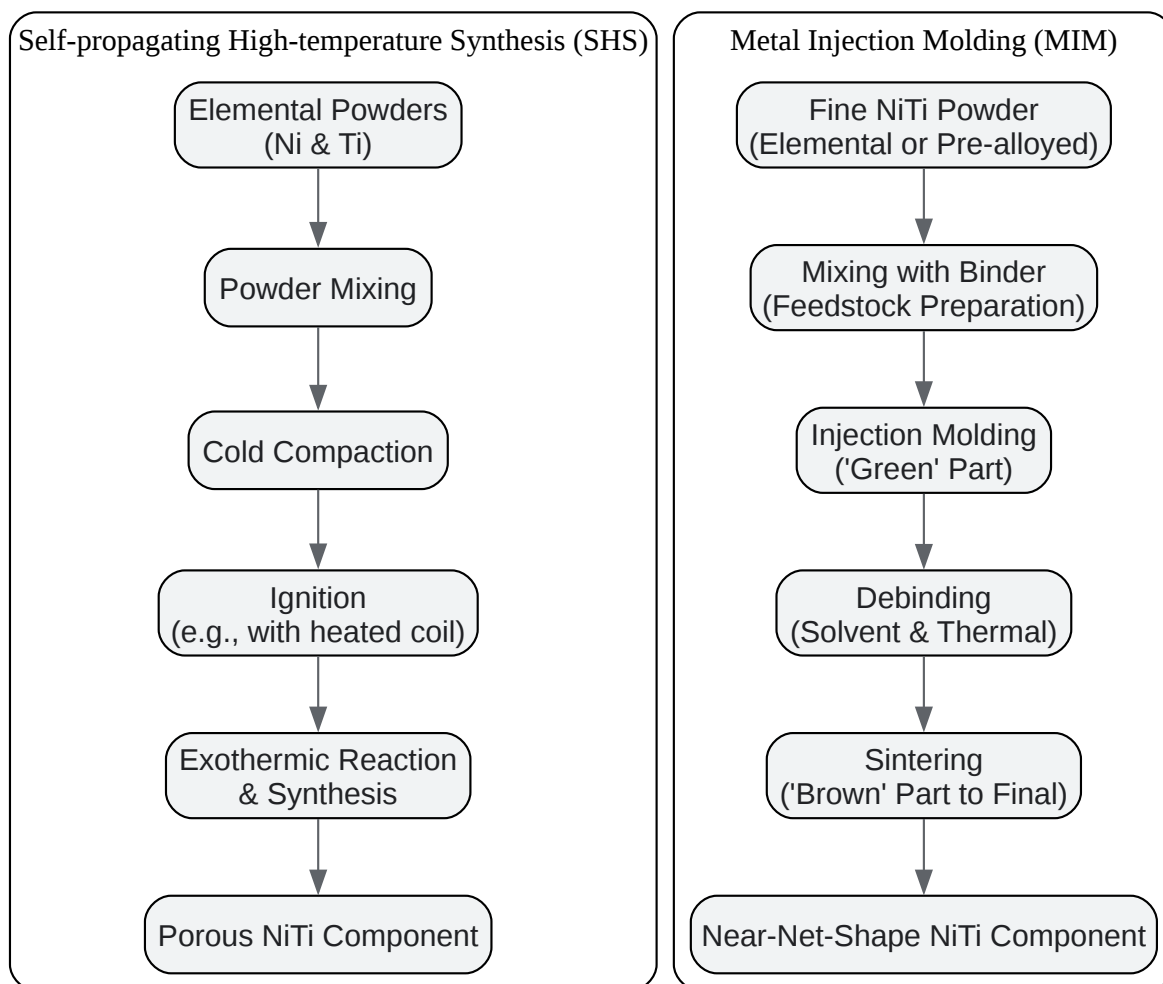 Self-propagating High-temperature Synthesis (SHS)
Elemental Powders
(Ni & Ti)
Powder Mixing
Cold Compaction
Ignition
(e.g., with heated coil)
Exothermic Reaction
& Synthesis
Porous NiTi Component
Metal Injection Molding (MIM)
Fine NiTi Powder
(Elemental or Pre-alloyed)
Mixing with Binder
(Feedstock Preparation)
Injection Molding
('Green' Part)
Debinding
(Solvent & Thermal)
Sintering
('Brown' Part to Final)
Near-Net-Shape NiTi Component